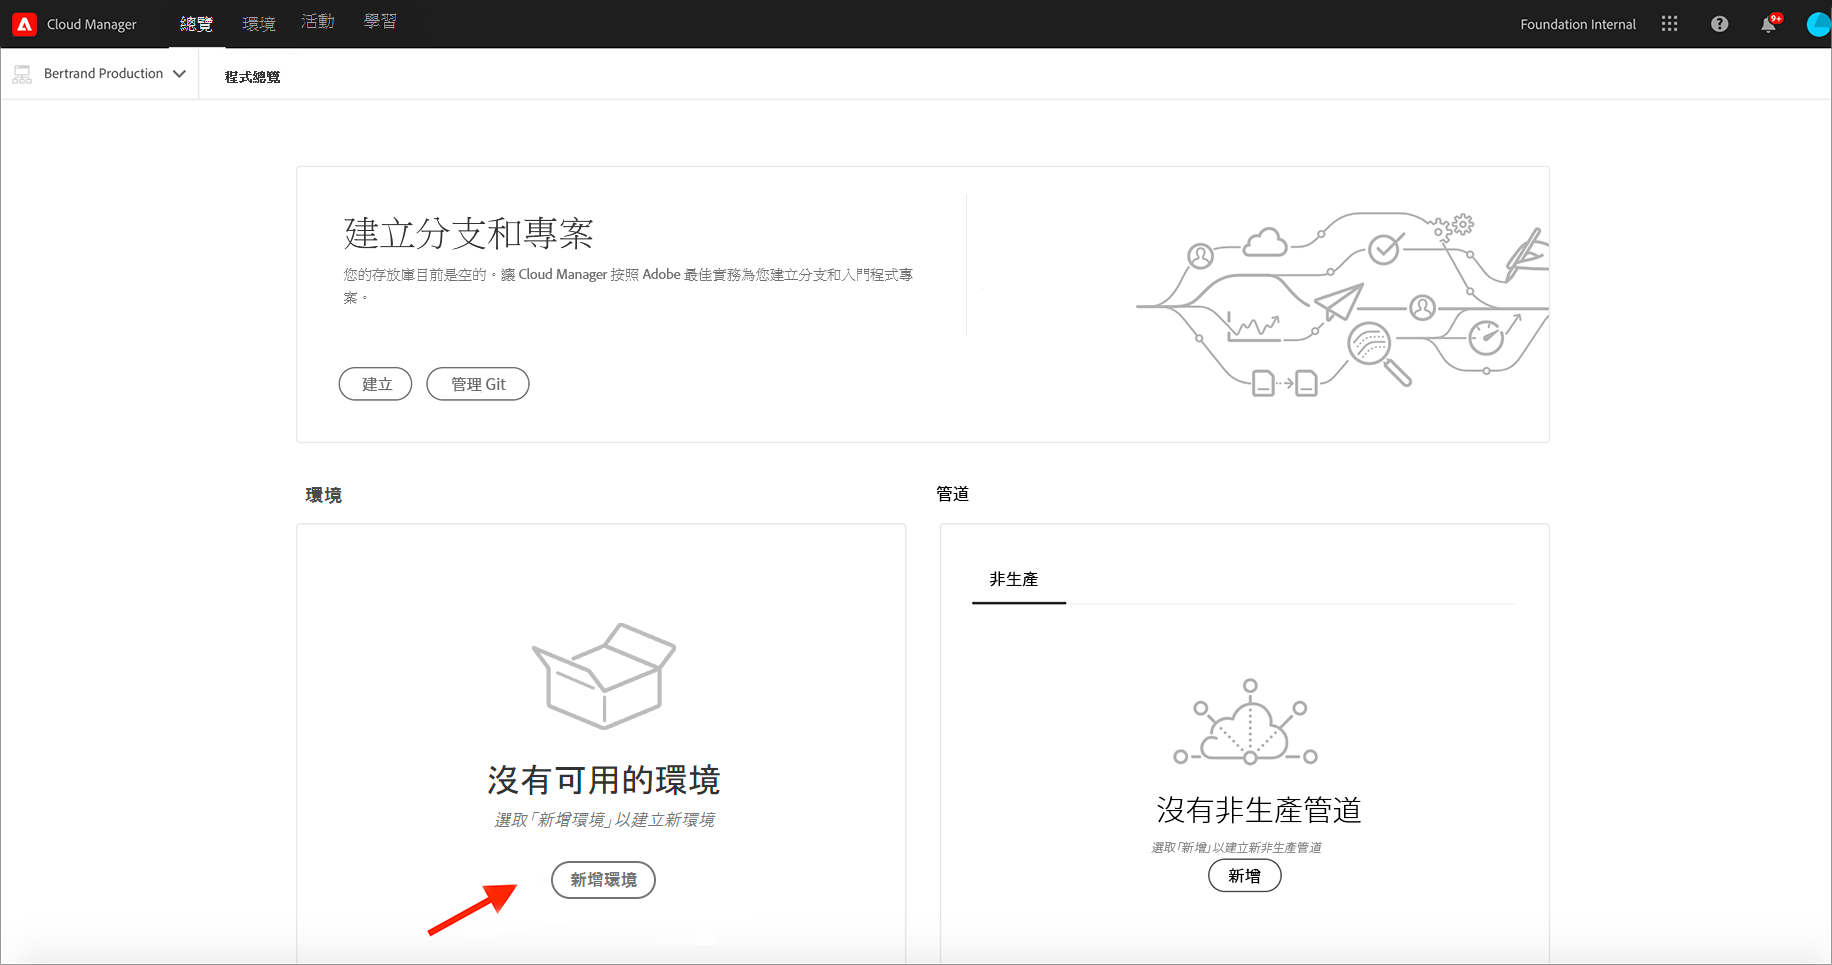 Cloud Manager 總覽 環境 活動 學習 Foundation Internal 9+
Bertrand Production 程式總覽
建立分支和專案
您的存放庫目前是空的。讓 Cloud Manager 按照 Adobe 最佳實務為您建立分支和入門程式專
案。
建立 管理 Git
環境
管道
非生產
沒有可用的環境
選取「新增環境」以建立新環境
新增環境
沒有非生產管道
選取「新增」以建立新非生產管道
新增